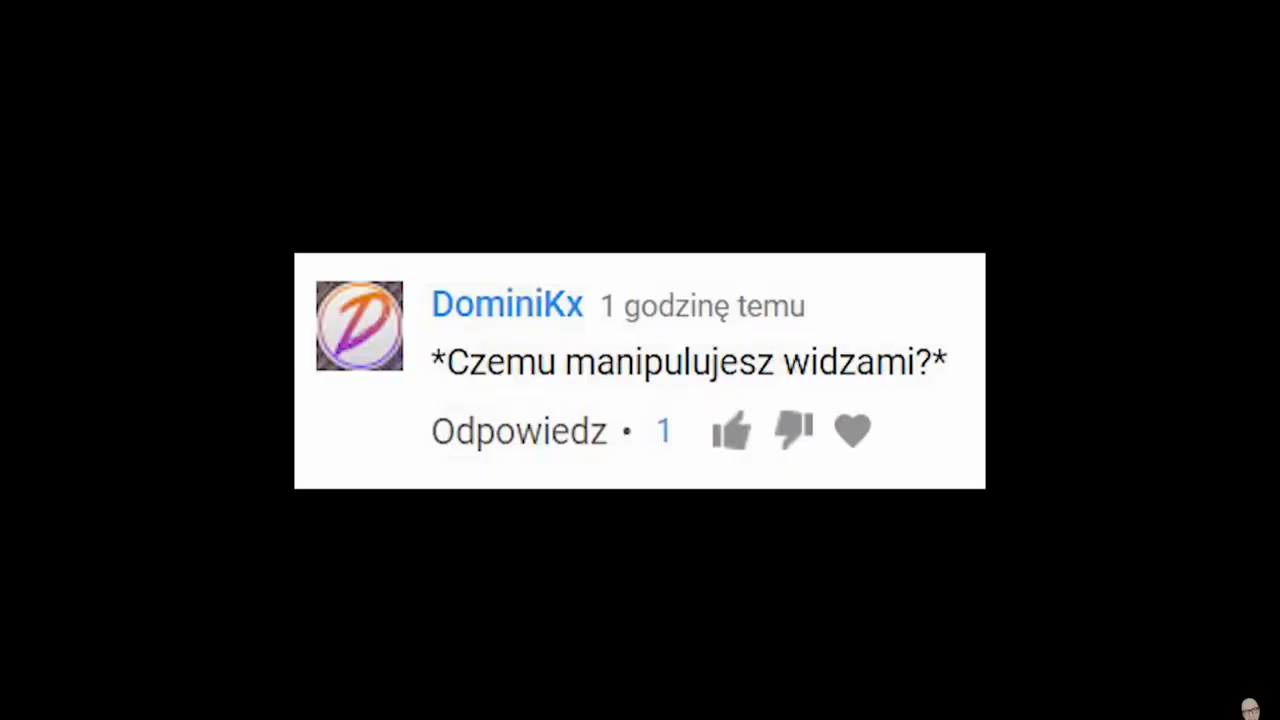 DominiKx 1 godzinę temu
*Czemu manipulujesz widzami?*
Odpowiedz • 1